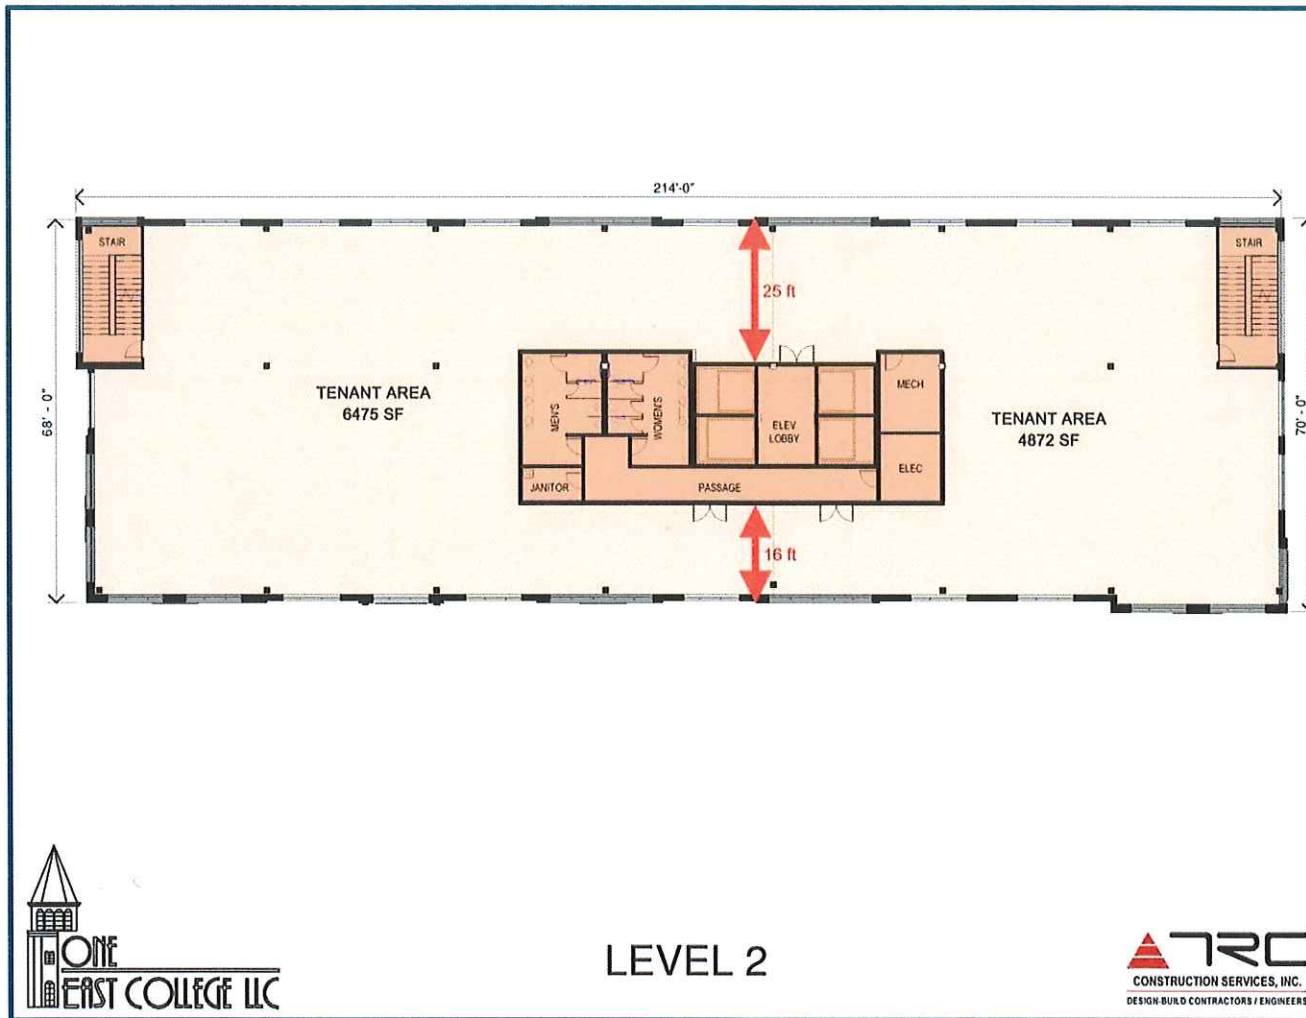 214'-0"
STAIR
STAIR
25 ft
68' - 0"
TENANT AREA
6475 SF
MEN'S
WOMEN'S
ELEV
LOBBY
MECH
TENANT AREA
4872 SF
70' - 0"
ELEC
JANITOR
PASSAGE
16 ft
ONE
EAST COLLEGE LLC
LEVEL 2
TRC
CONSTRUCTION SERVICES, INC.
DESIGN-BUILD CONTRACTORS / ENGINEERS